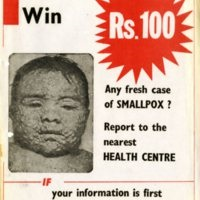 Win
Rs.100
Any fresh case
of SMALLPOX ?
Report to the
nearest
HEALTH CENTRE
IF
your information is first